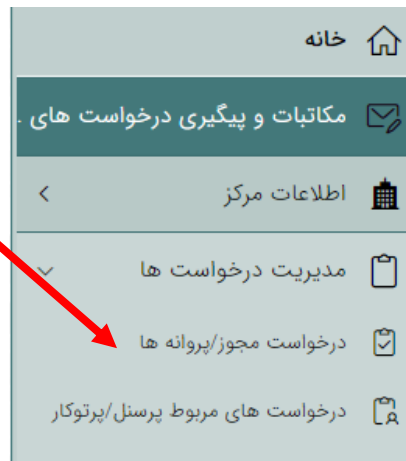 خانه
مکاتبات و پیگیری درخواست های .
اطلاعات مرکز
مدیریت درخواست ها
درخواست مجوز/پروانه ها
درخواست های مربوط پرسنل/پرتوکار